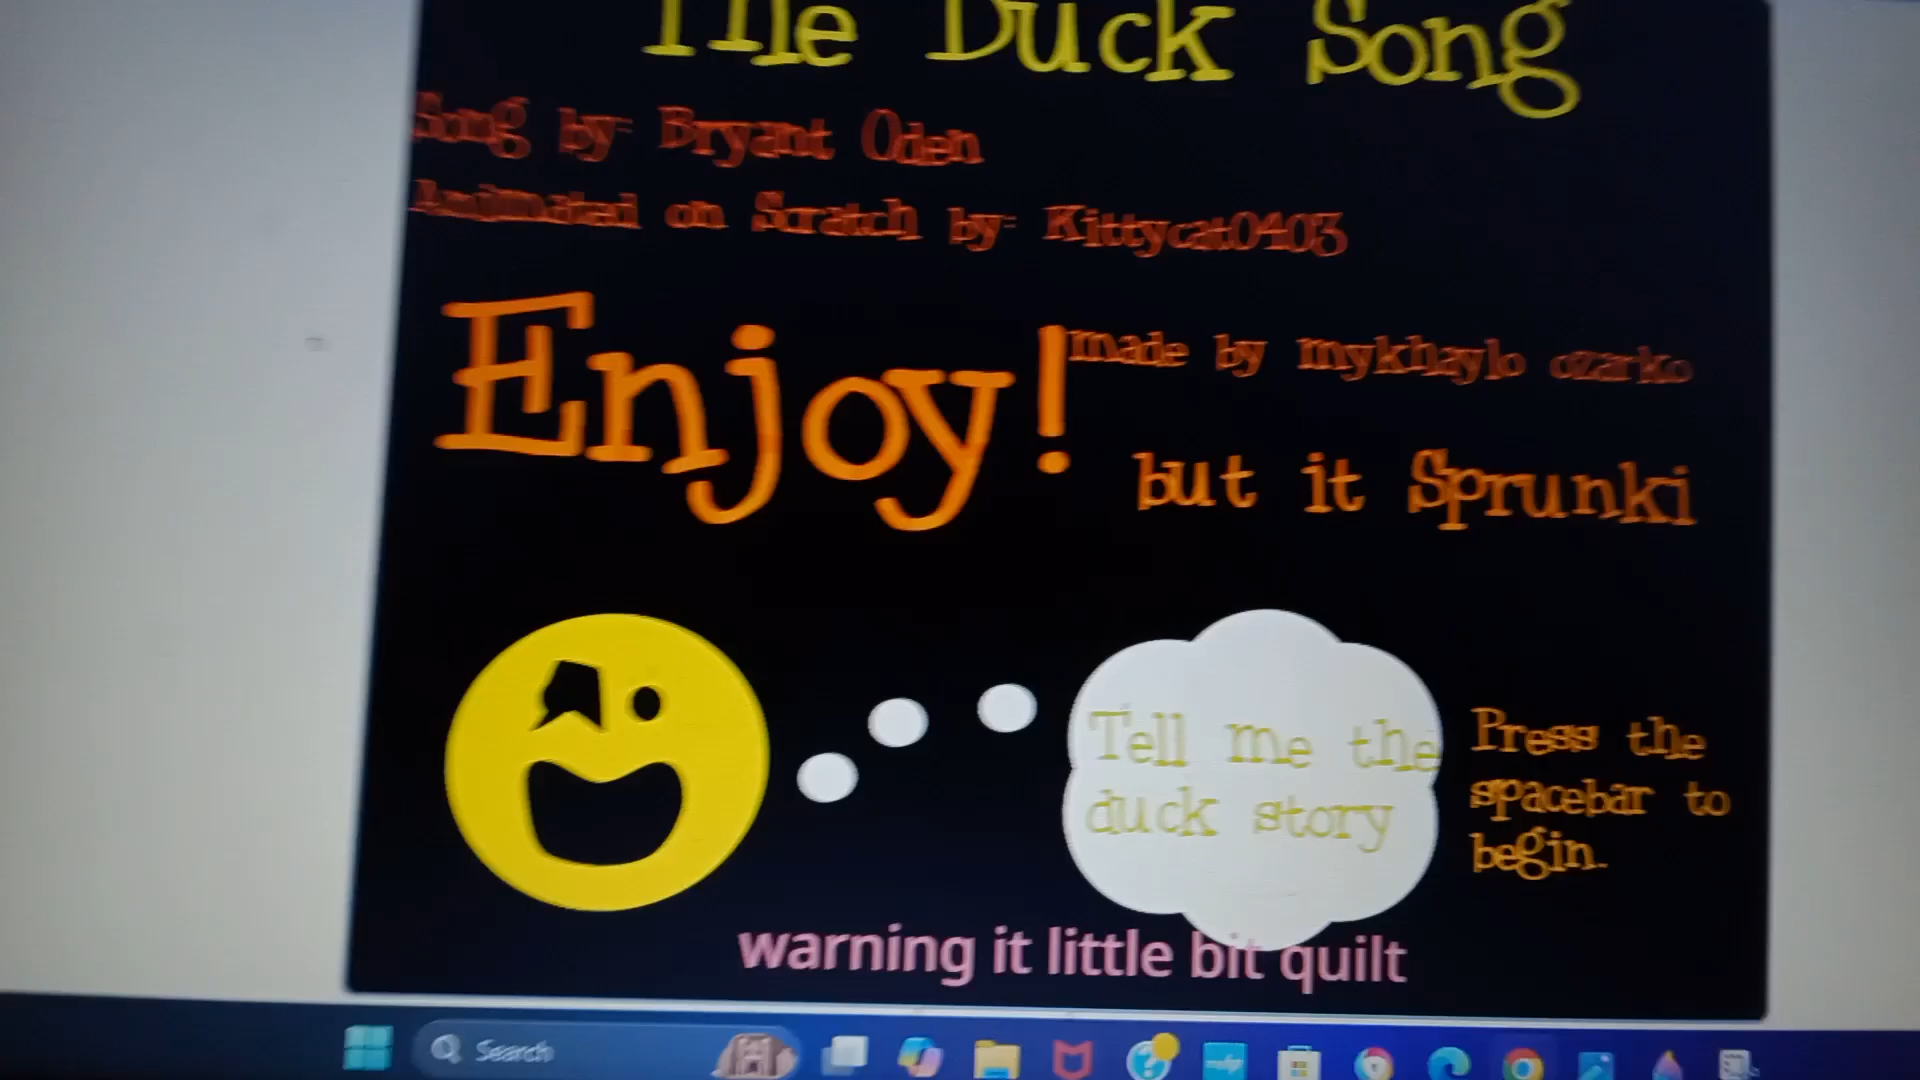 The Duck Song
Song by: Bryant Oden
Animated on Scratch by: Kittycat0403
Enjoy!
made by mykhaylo ozarko
but it Sprunki
Tell me the
duck story
Press the
spacebar to
begin.
warning it little bit quilt
Search